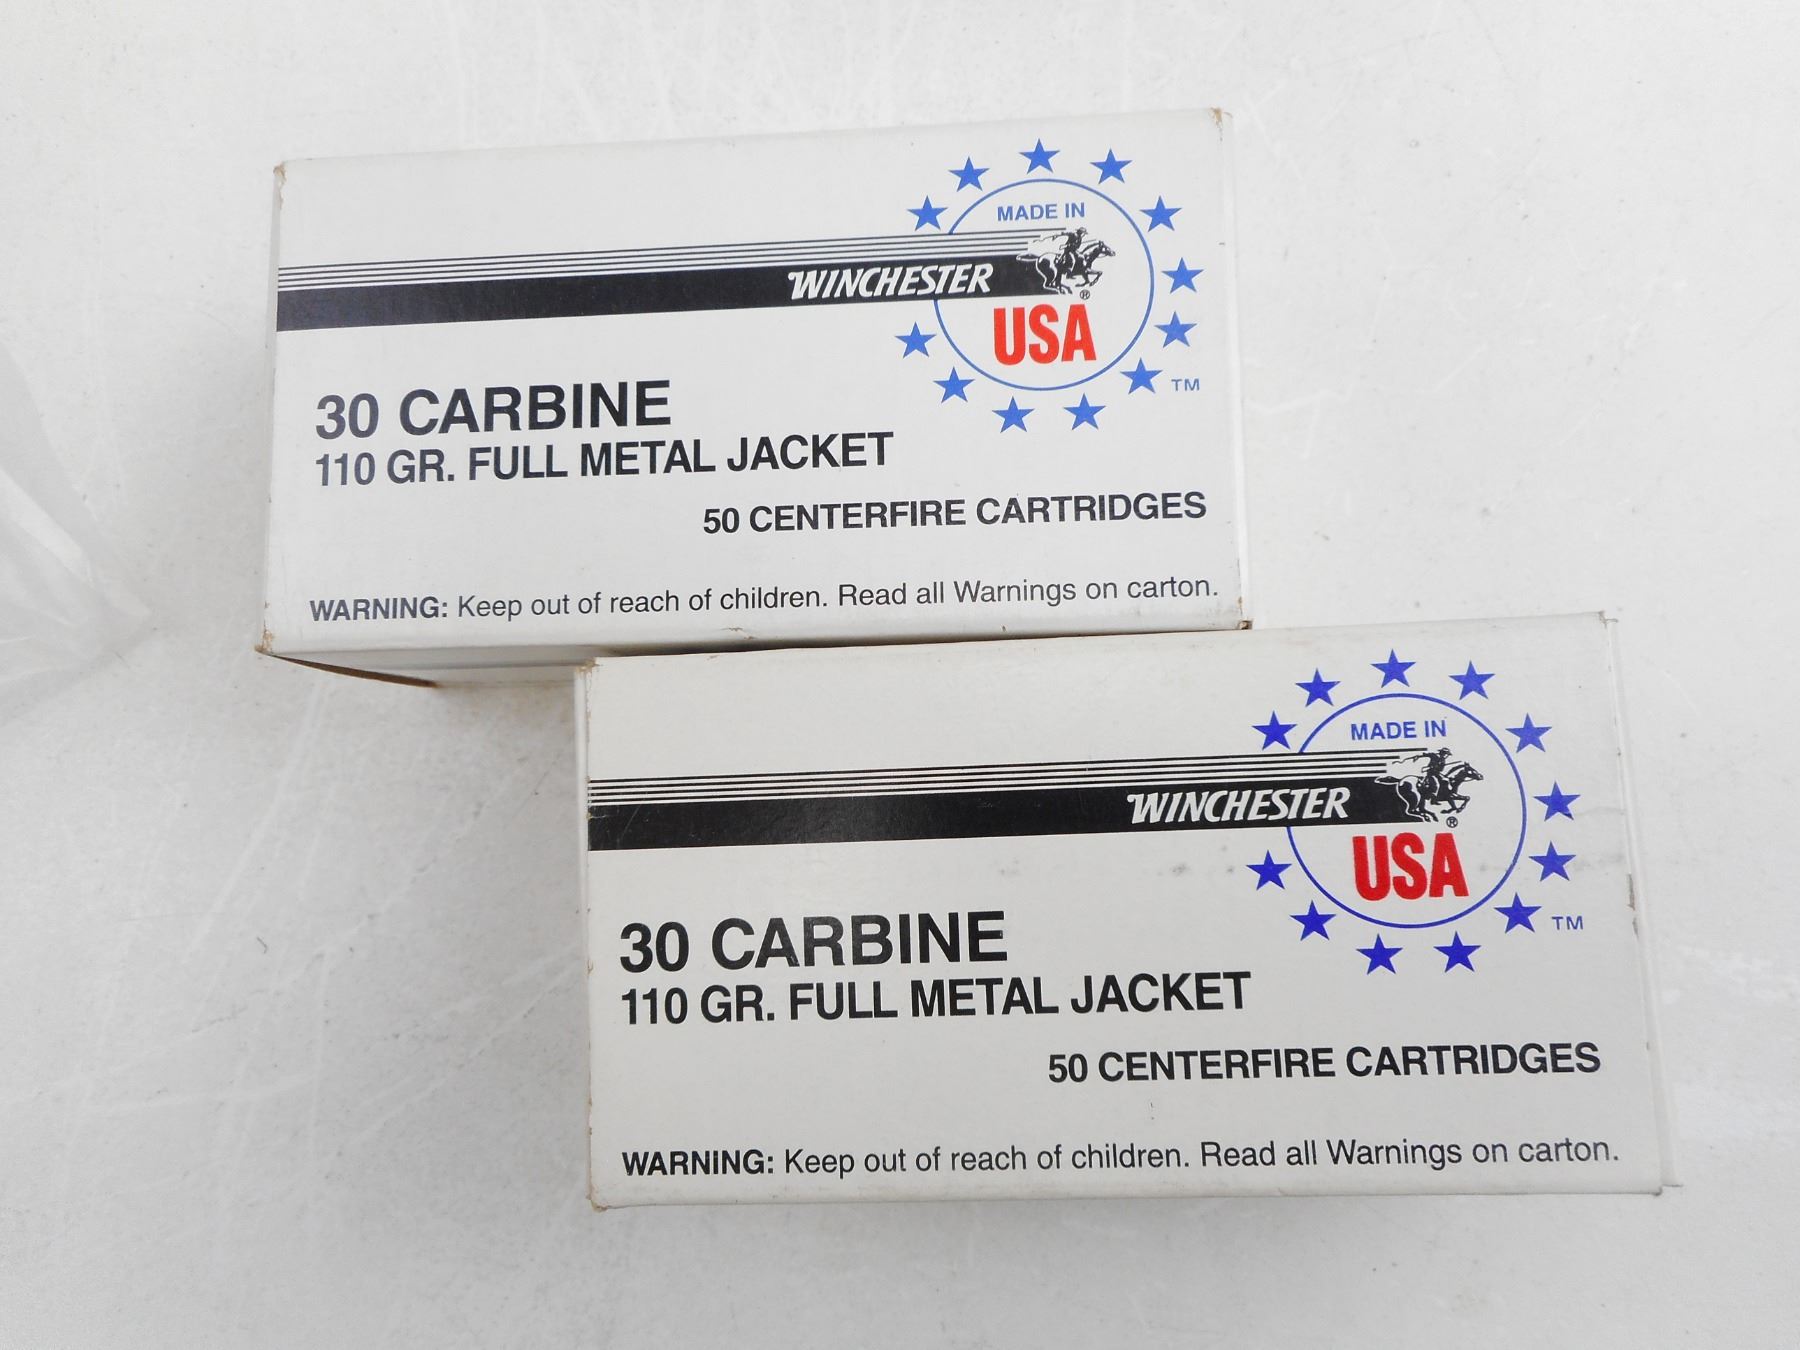 MADE IN
WINCHESTER
®
USA
TM
30 CARBINE
110 GR. FULL METAL JACKET
50 CENTERFIRE CARTRIDGES
WARNING: Keep out of reach of children. Read all Warnings on carton.
MADE IN
WINCHESTER
®
USA
TM
30 CARBINE
110 GR. FULL METAL JACKET
50 CENTERFIRE CARTRIDGES
WARNING: Keep out of reach of children. Read all Warnings on carton.